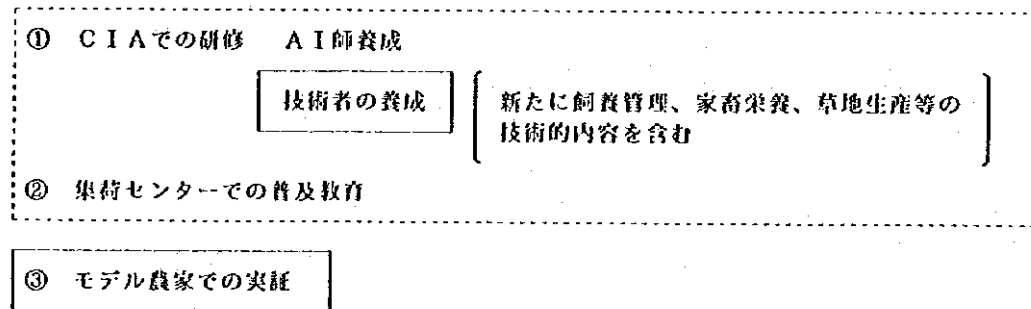 ① CIAでの研修 AI師養成
技術者の養成
新たに飼養管理、家畜栄養、草地生産等の
技術的内容を含む
② 集荷センターでの普及教育
③ モデル農家での実証